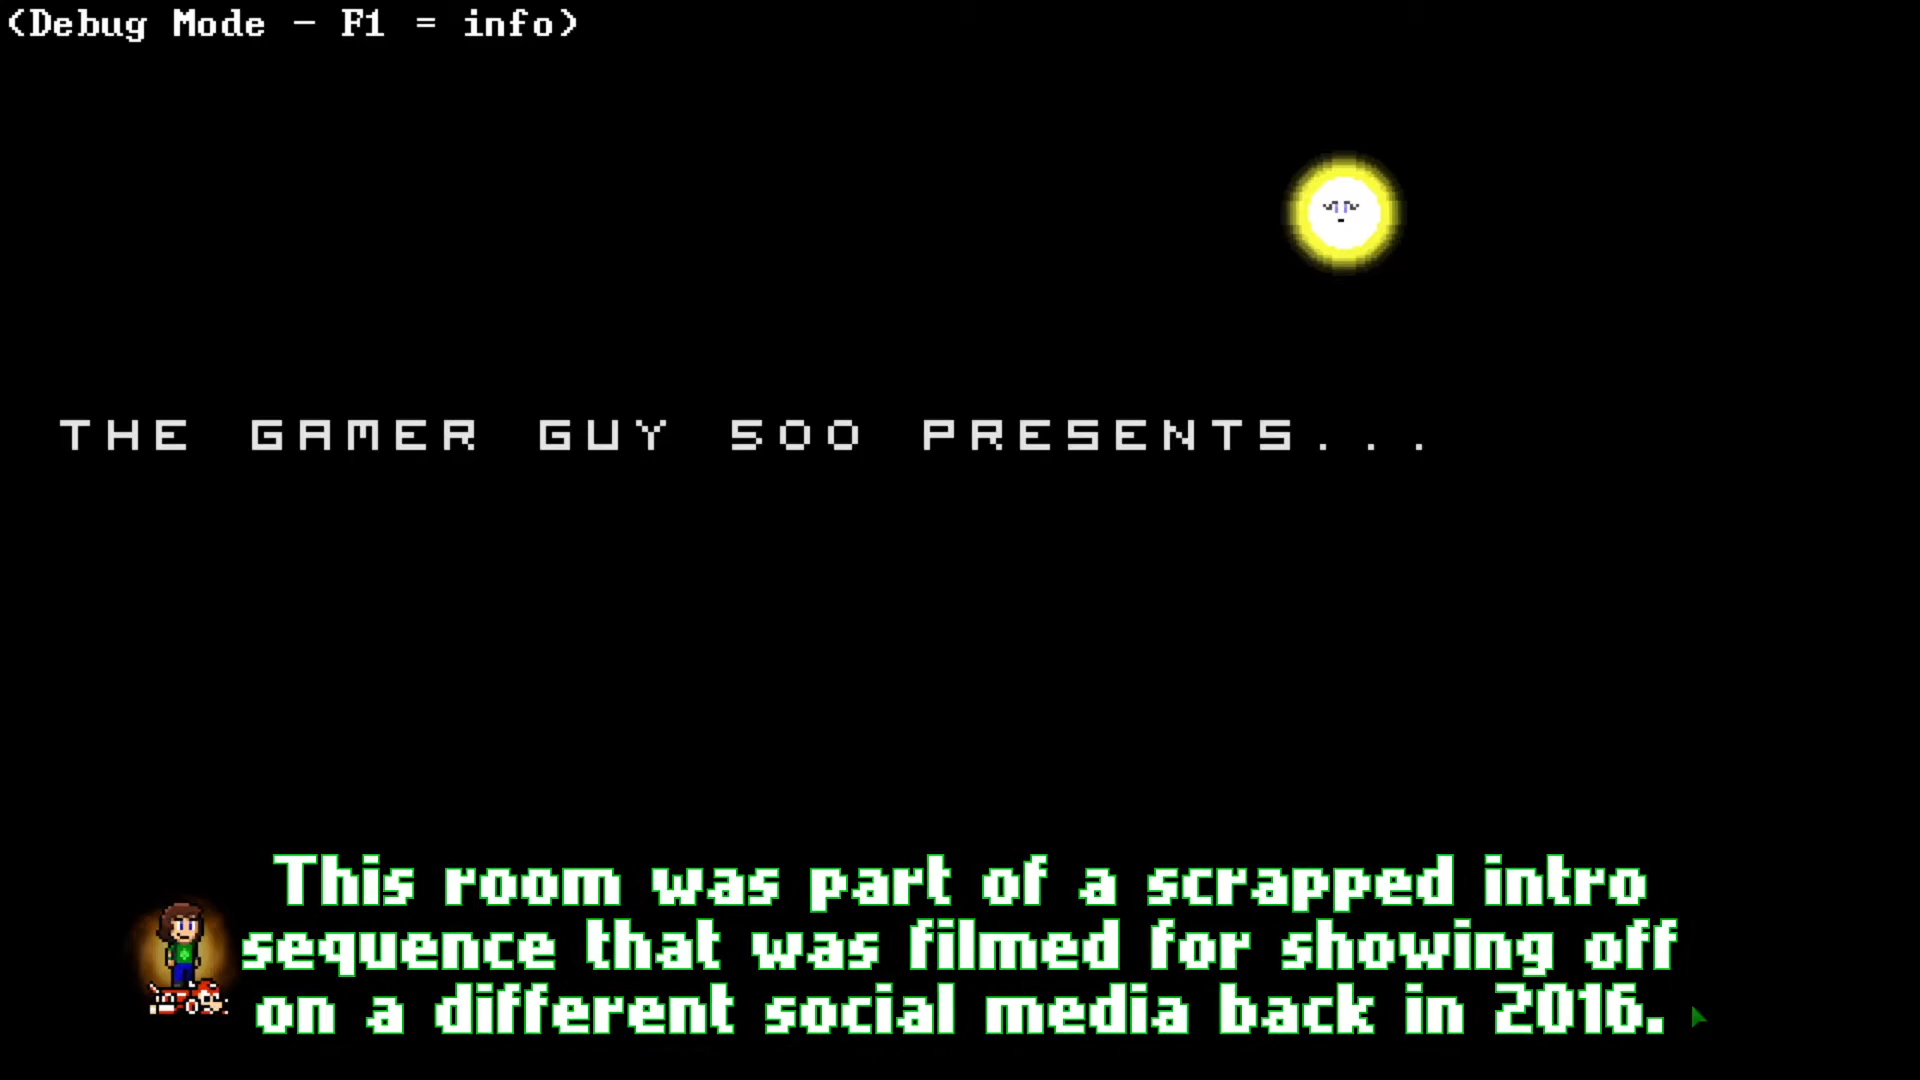 (Debug Mode - F1 = info)
THE GAMER GUY 500 PRESENTS...
This room was part of a scrapped intro
sequence that was filmed for showing off
on a different social media back in 2016.